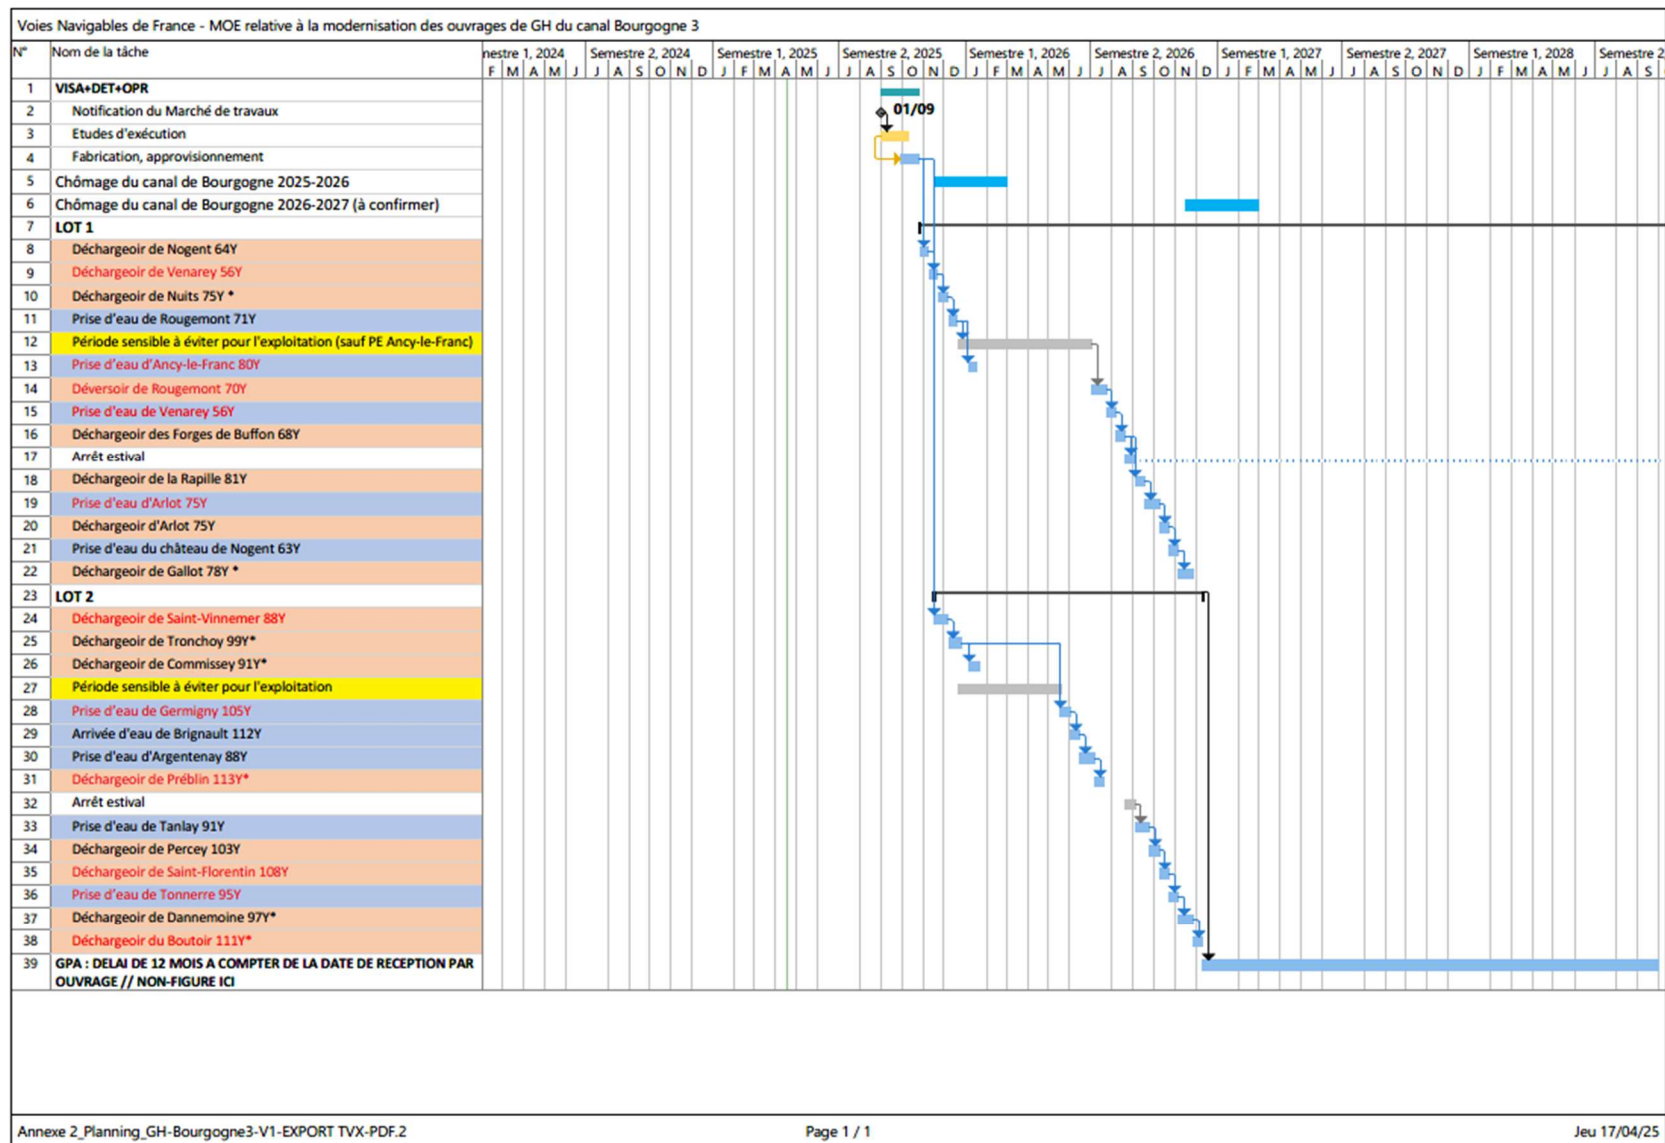 Voies Navigables de France - MOE relative à la modernisation des ouvrages de GH du canal Bourgogne 3
N° Nom de la tâche nestre 1, 2024 Semestre 2, 2024 Semestre 1, 2025 Semestre 2, 2025 Semestre 1, 2026 Semestre 2, 2026 Semestre 1, 2027 Semestre 2, 2027 Semestre 1, 2028 Semestre 2
F M A M J J A S O N D J F M A M J J A S O N D J F M A M J J A S O N D J F M A M J J A S O N D J F M A M J J A S
1 VISA+DET+OPR
2 Notification du Marché de travaux 01/09
3 Etudes d'exécution
4 Fabrication, approvisionnement
5 Chômage du canal de Bourgogne 2025-2026
6 Chômage du canal de Bourgogne 2026-2027 (à confirmer)
7 LOT 1
8 Déchargeoir de Nogent 64Y
9 Déchargeoir de Venarey 56Y
10 Déchargeoir de Nuits 75Y *
11 Prise d'eau de Rougemont 71Y
12 Période sensible à éviter pour l'exploitation (sauf PE Ancy-le-Franc)
13 Prise d'eau d'Ancy-le-Franc 80Y
14 Déversoir de Rougemont 70Y
15 Prise d'eau de Venarey 56Y
16 Déchargeoir des Forges de Buffon 68Y
17 Arrêt estival
18 Déchargeoir de la Rapille 81Y
19 Prise d'eau d'Arlot 75Y
20 Déchargeoir d'Arlot 75Y
21 Prise d'eau du château de Nogent 63Y
22 Déchargeoir de Gallot 78Y *
23 LOT 2
24 Déchargeoir de Saint-Vinnemer 88Y
25 Déchargeoir de Tronchoy 99Y*
26 Déchargeoir de Commissey 91Y*
27 Période sensible à éviter pour l'exploitation
28 Prise d'eau de Germigny 105Y
29 Arrivée d'eau de Brignault 112Y
30 Prise d'eau d'Argentenay 88Y
31 Déchargeoir de Préblin 113Y*
32 Arrêt estival
33 Prise d'eau de Tanlay 91Y
34 Déchargeoir de Percey 103Y
35 Déchargeoir de Saint-Florentin 108Y
36 Prise d'eau de Tonnerre 95Y
37 Déchargeoir de Dannemoine 97Y*
38 Déchargeoir du Boutoir 111Y*
39 GPA : DELAI DE 12 MOIS A COMPTER DE LA DATE DE RECEPTION PAR
OUVRAGE // NON-FIGURE ICI
Annexe 2_Planning_GH-Bourgogne3-V1-EXPORT TVX-PDF.2 Page 1 / 1 Jeu 17/04/25